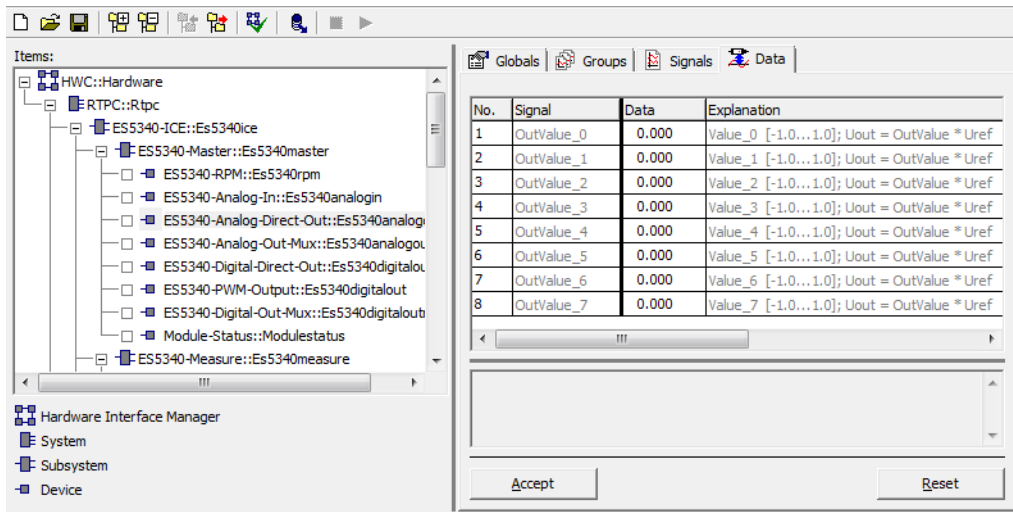 Items:
HWC::Hardware
RTPC::Rtpc
ES5340-ICE::Es5340ice
ES5340-Master::Es5340master
ES5340-RPM::Es5340rpm
ES5340-Analog-In::Es5340analogin
ES5340-Analog-Direct-Out::Es5340analog
ES5340-Analog-Out-Mux::Es5340analogou
ES5340-Digital-Direct-Out::Es5340digitalou
ES5340-PWM-Output::Es5340digitalout
ES5340-Digital-Out-Mux::Es5340digitalout
Module-Status::Modulestatus
ES5340-Measure::Es5340measure
Hardware Interface Manager
System
Subsystem
Device
Globals Groups Signals Data
No. Signal Data Explanation
1 OutValue_0 0.000 Value_0 [-1.0...1.0]; Uout = OutValue * Uref
2 OutValue_1 0.000 Value_1 [-1.0...1.0]; Uout = OutValue * Uref
3 OutValue_2 0.000 Value_2 [-1.0...1.0]; Uout = OutValue * Uref
4 OutValue_3 0.000 Value_3 [-1.0...1.0]; Uout = OutValue * Uref
5 OutValue_4 0.000 Value_4 [-1.0...1.0]; Uout = OutValue * Uref
6 OutValue_5 0.000 Value_5 [-1.0...1.0]; Uout = OutValue * Uref
7 OutValue_6 0.000 Value_6 [-1.0...1.0]; Uout = OutValue * Uref
8 OutValue_7 0.000 Value_7 [-1.0...1.0]; Uout = OutValue * Uref
Accept Reset